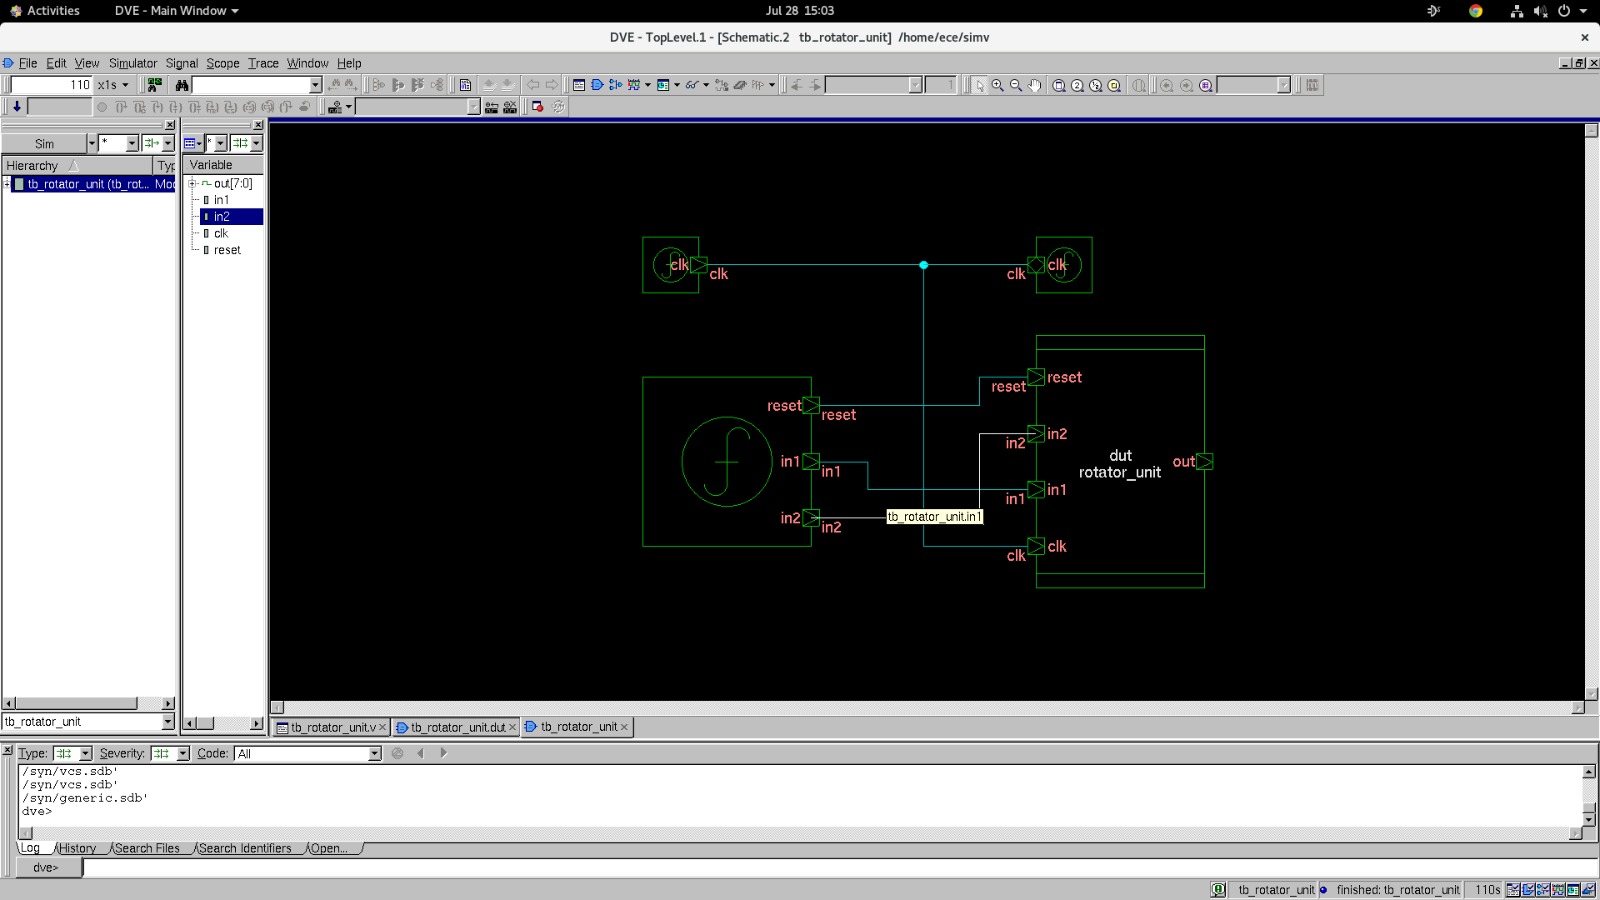 Activities
DVE - Main Window
Jul 28 15:03
DVE - TopLevel.1 - [Schematic.2 tb_rotator_unit] /home/ece/simv
File Edit View Simulator Signal Scope Trace Window Help
110 x1s
1
Sim
*
*
Hierarchy
Typ
Variable
tb_rotator_unit (tb_rot... Moc
out[7:0]
in1
in2
clk
reset
clk
clk
clk
clk
reset
reset
reset
reset
in1
in1
in2
in2
in2
in2
in1
in1
clk
clk
dut
rotator_unit
out
tb_rotator_unit.in1
tb_rotator_unit
tb_rotator_unit.v
tb_rotator_unit.dut
tb_rotator_unit
Type:
Severity:
Code:
All
/syn/vcs.sdb'
/syn/vcs.sdb'
/syn/generic.sdb'
dve>
Log
History
Search Files
Search Identifiers
Open...
dve>
tb_rotator_unit
finished: tb_rotator_unit
110s